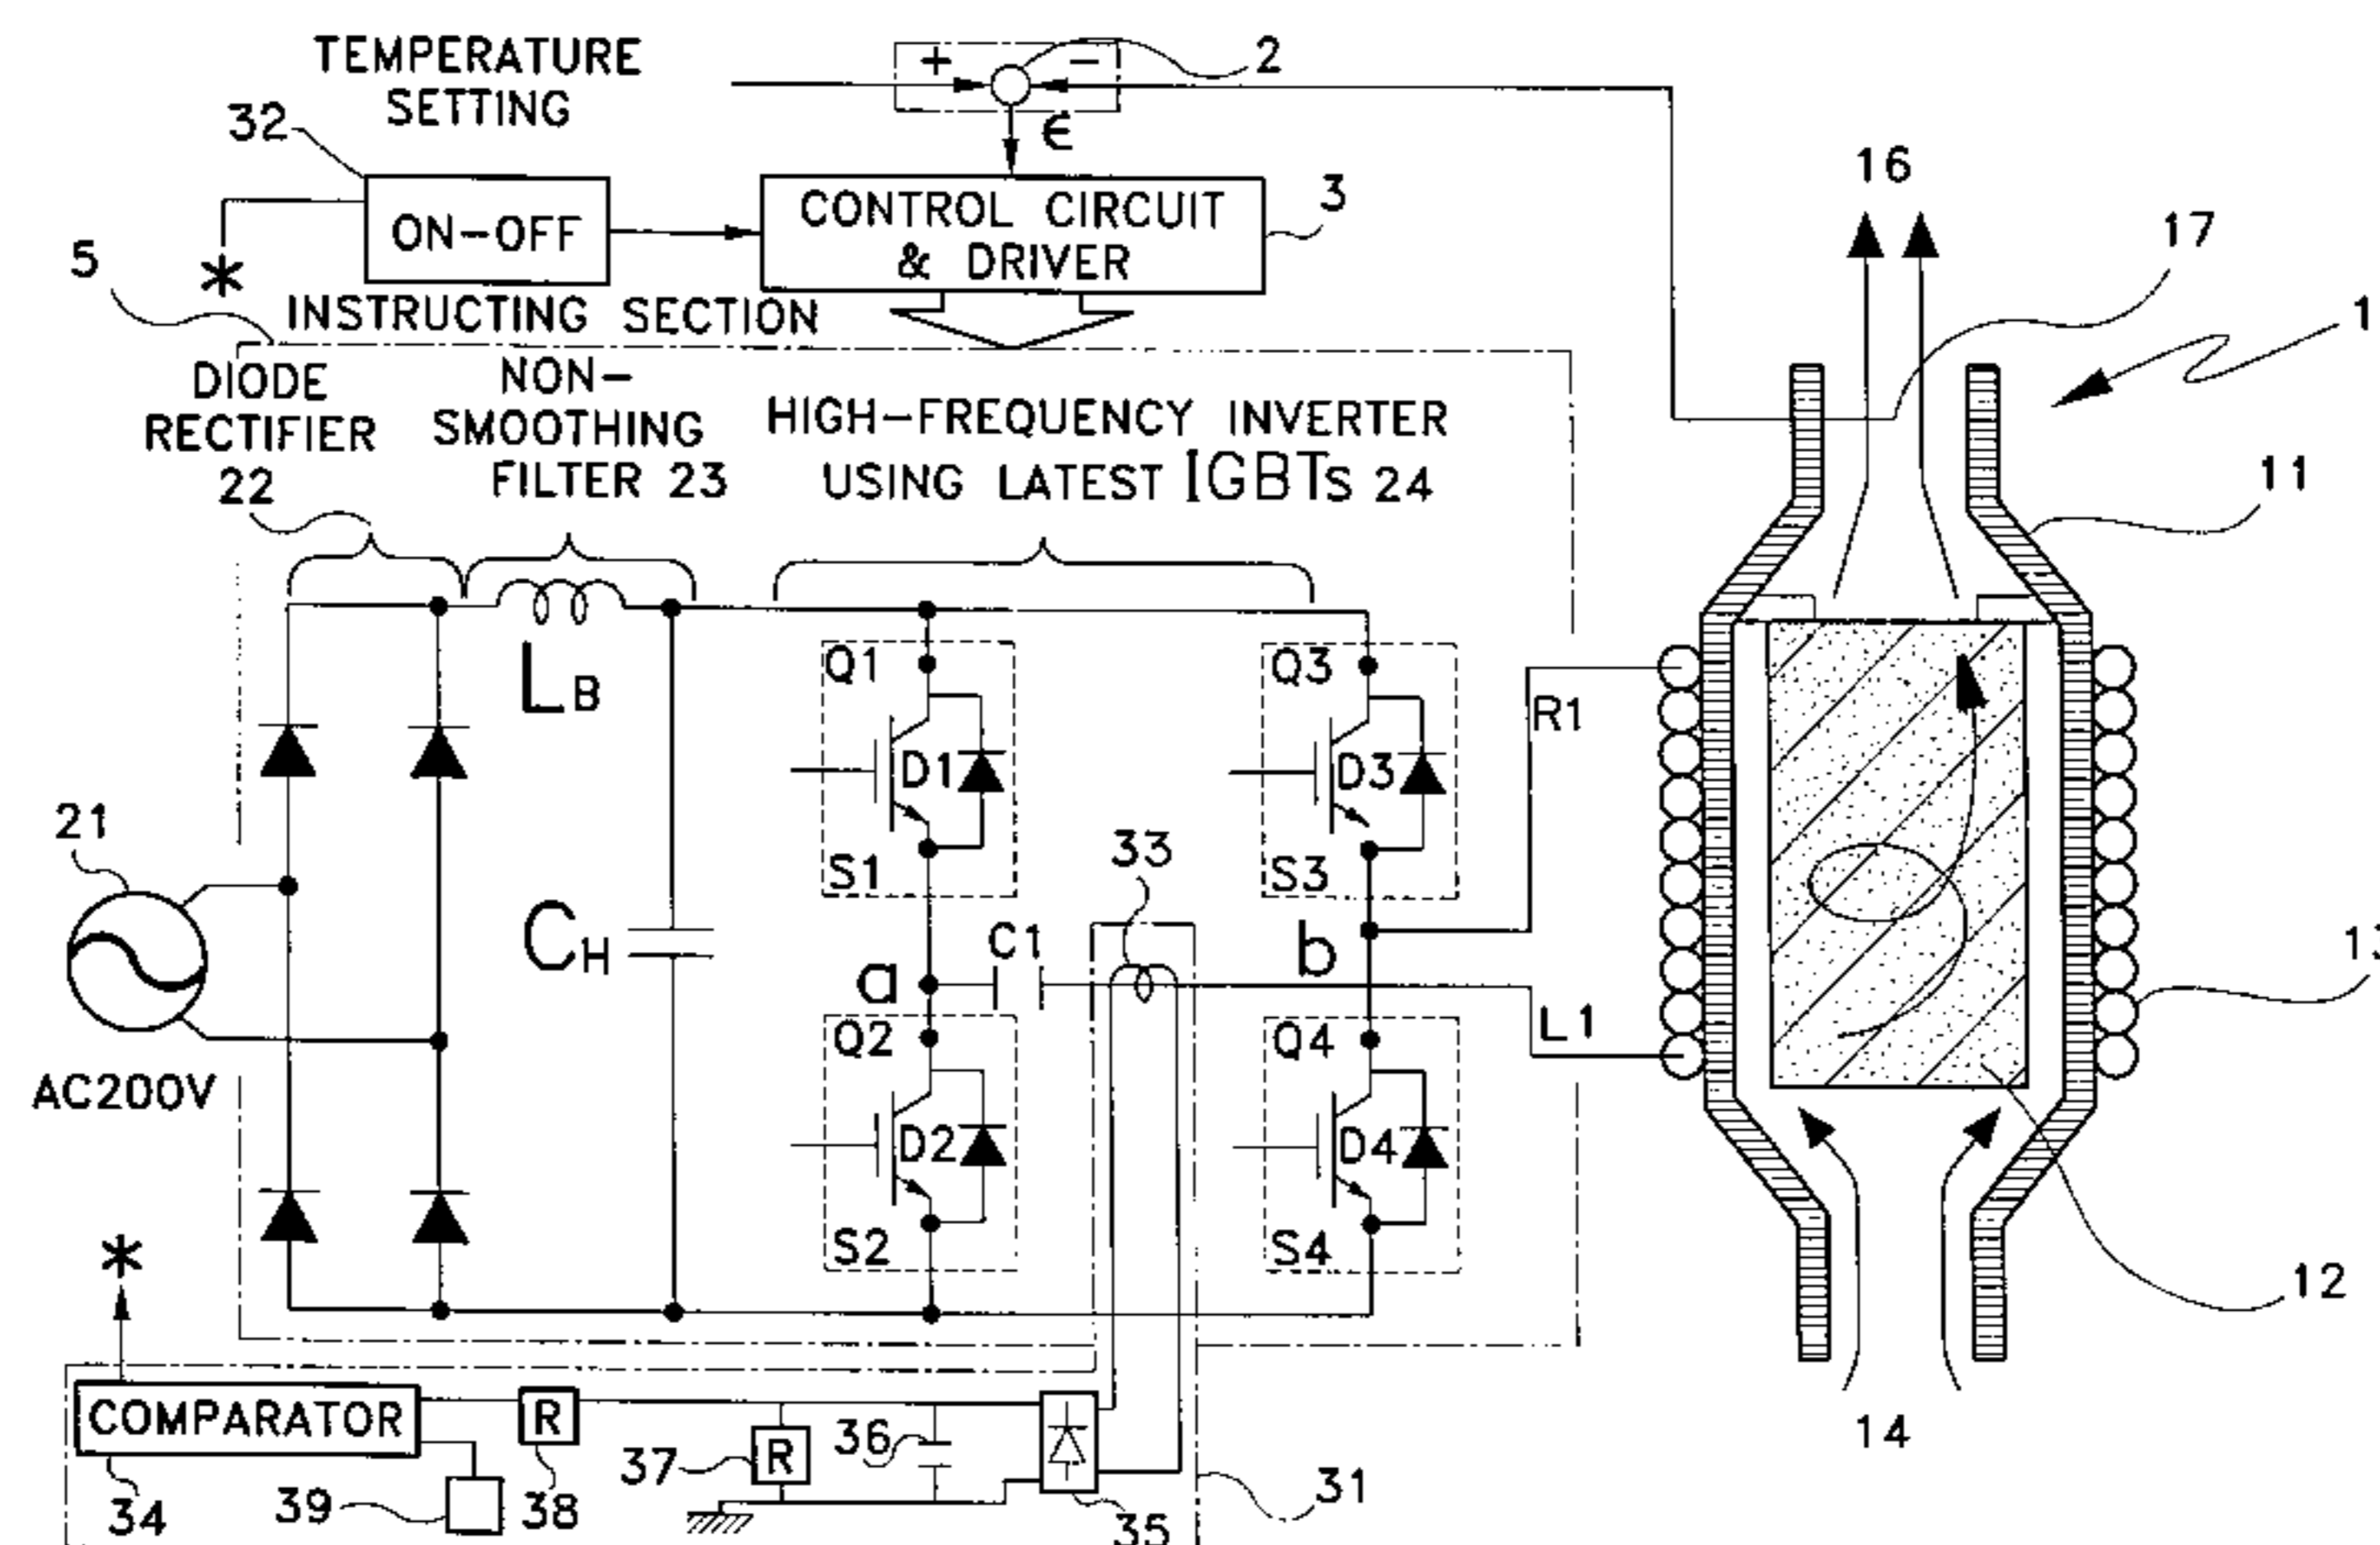 TEMPERATURE
SETTING
+
−
2
ϵ
32
ON-OFF
CONTROL CIRCUIT
& DRIVER
3
*
INSTRUCTING SECTION
5
16
17
1
DIODE
RECTIFIER
22
NON-
SMOOTHING
FILTER 23
HIGH-FREQUENCY INVERTER
USING LATEST IGBTs 24
11
LB
Q1
D1
S1
Q3
D3
S3
R1
21
AC200V
CH
a
C1
33
b
L1
13
Q2
D2
S2
Q4
D4
S4
12
*
COMPARATOR
34
39
R
38
37
R
36
35
31
14